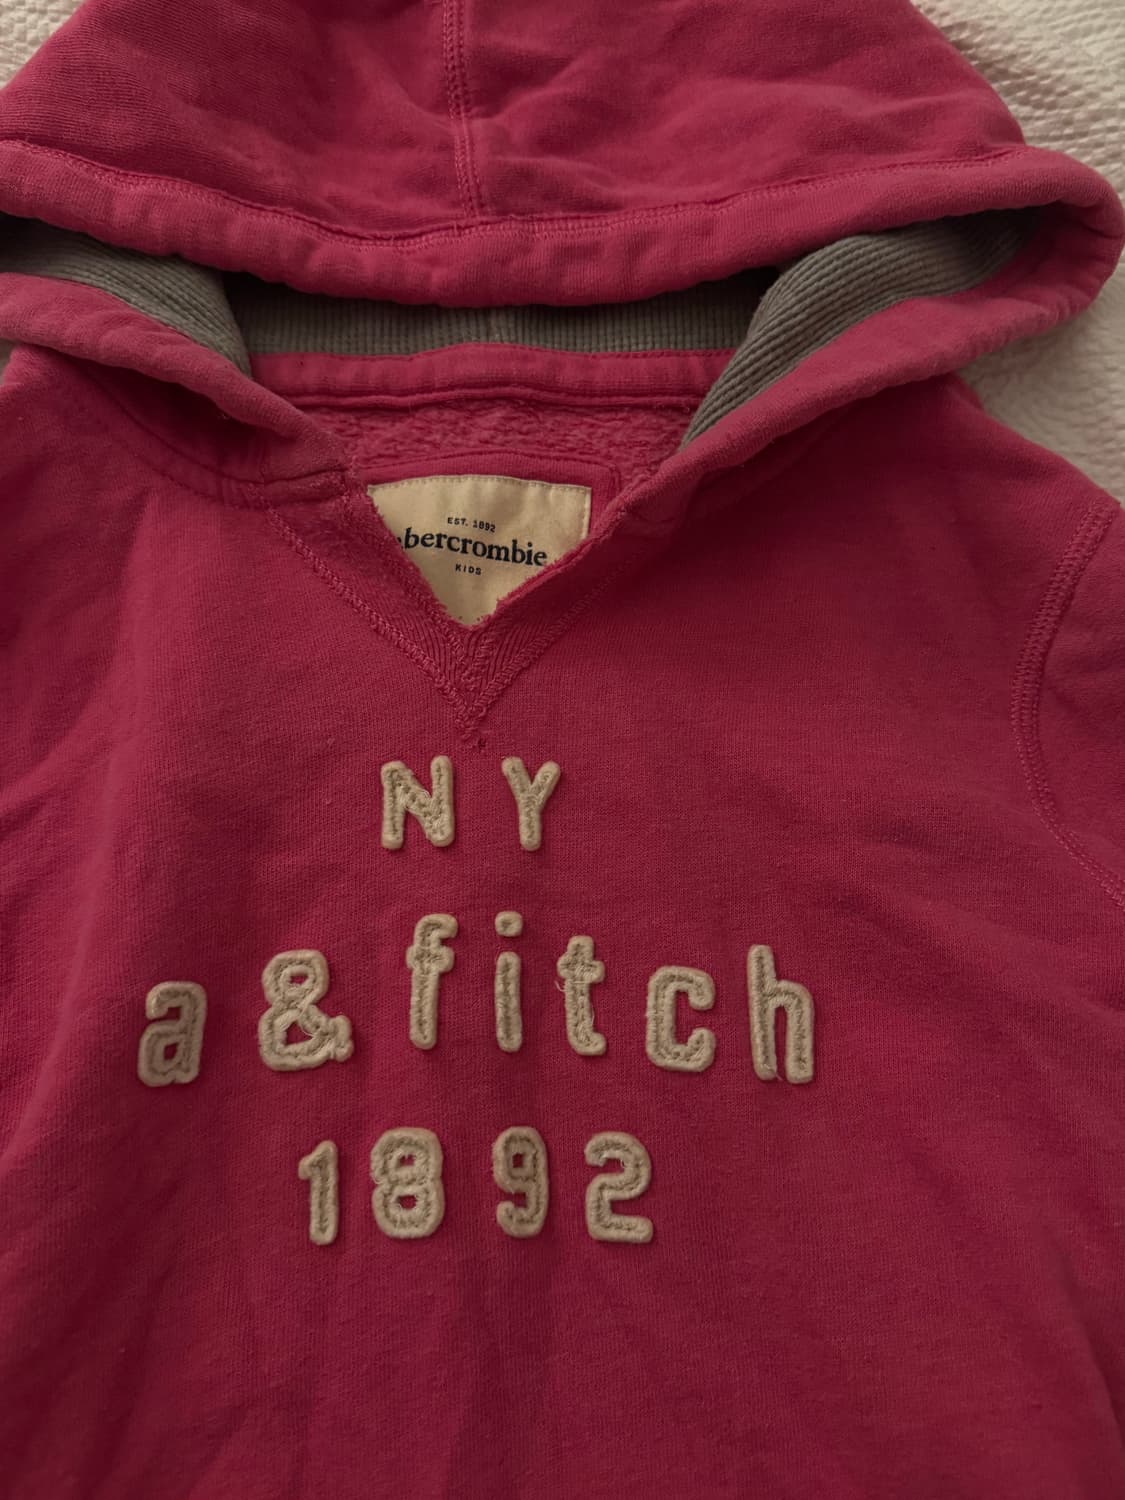 EST. 1892
abercrombie
KIDS
NY
a & fitch
1892